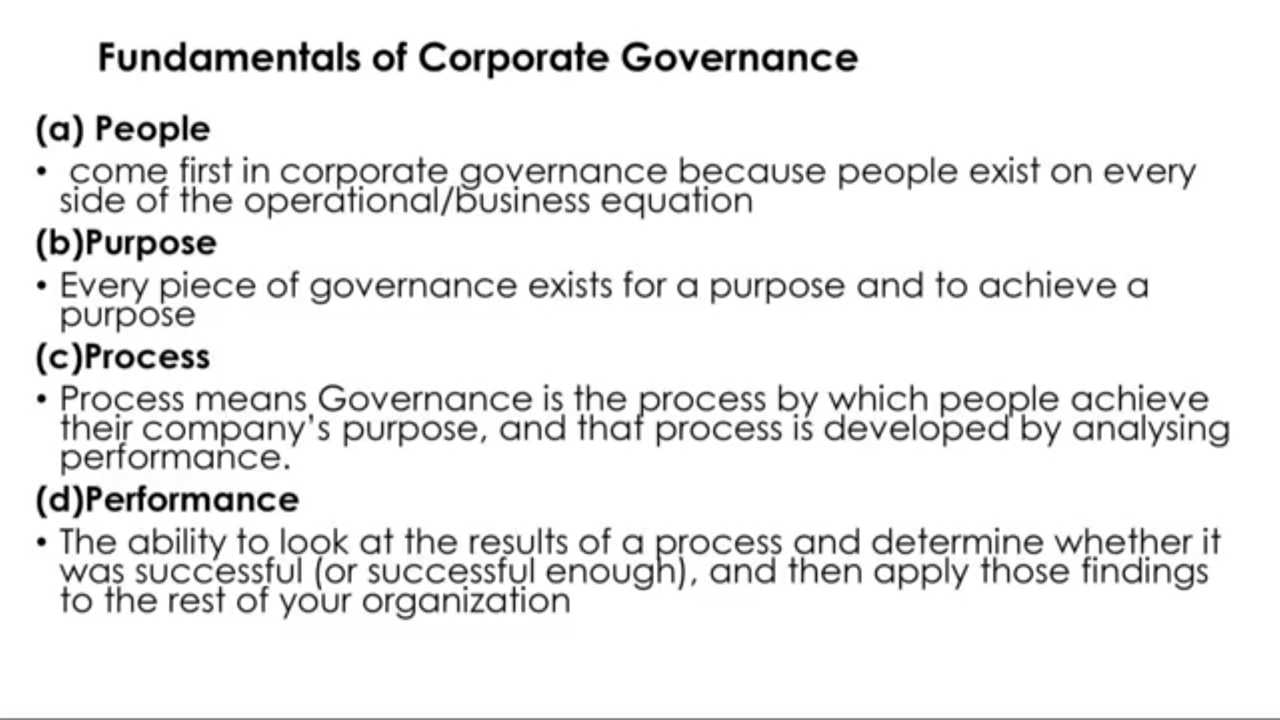 Fundamentals of Corporate Governance
(a) People
• come first in corporate governance because people exist on every
side of the operational/business equation
(b)Purpose
• Every piece of governance exists for a purpose and to achieve a
purpose
(c)Process
• Process means Governance is the process by which people achieve
their company's purpose, and that process is developed by analysing
performance.
(d)Performance
• The ability to look at the results of a process and determine whether it
was successful (or successful enough), and then apply those findings
to the rest of your organization